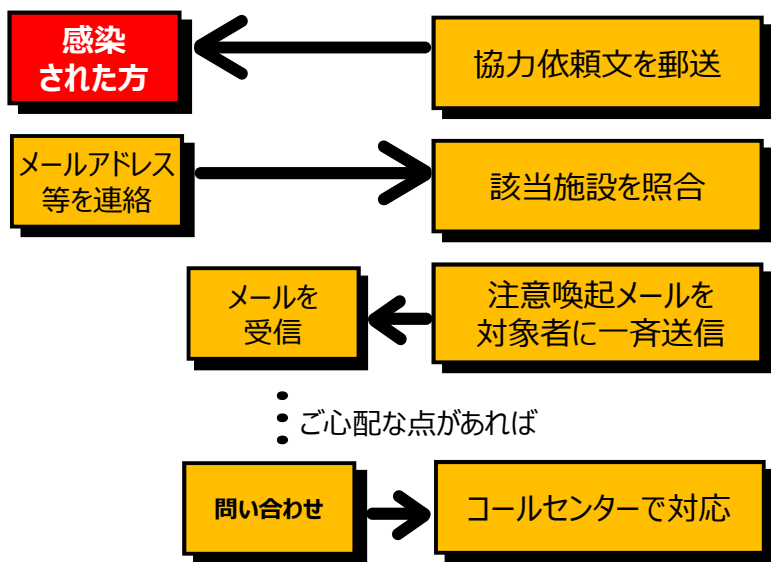 感染
された方
協力依頼文を郵送
メールアドレス
等を連絡
該当施設を照合
メールを
受信
注意喚起メールを
対象者に一斉送信
ご心配な点があれば
問い合わせ
コールセンターで対応